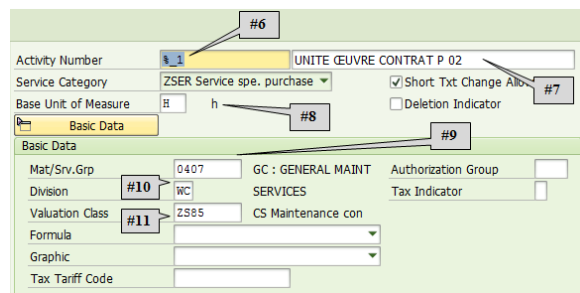 #6
Activity Number %_1 UNITE ŒUVRE CONTRAT P 02
Service Category ZSER Service spe. purchase Short Txt Change Allo
#7
Base Unit of Measure H h Deletion Indicator
#8
Basic Data
#9
Basic Data
Mat/Srv.Grp 0407 GC : GENERAL MAINT Authorization Group
#10
Division WC SERVICES Tax Indicator
Valuation Class ZS85 CS Maintenance con
#11
Formula
Graphic
Tax Tariff Code